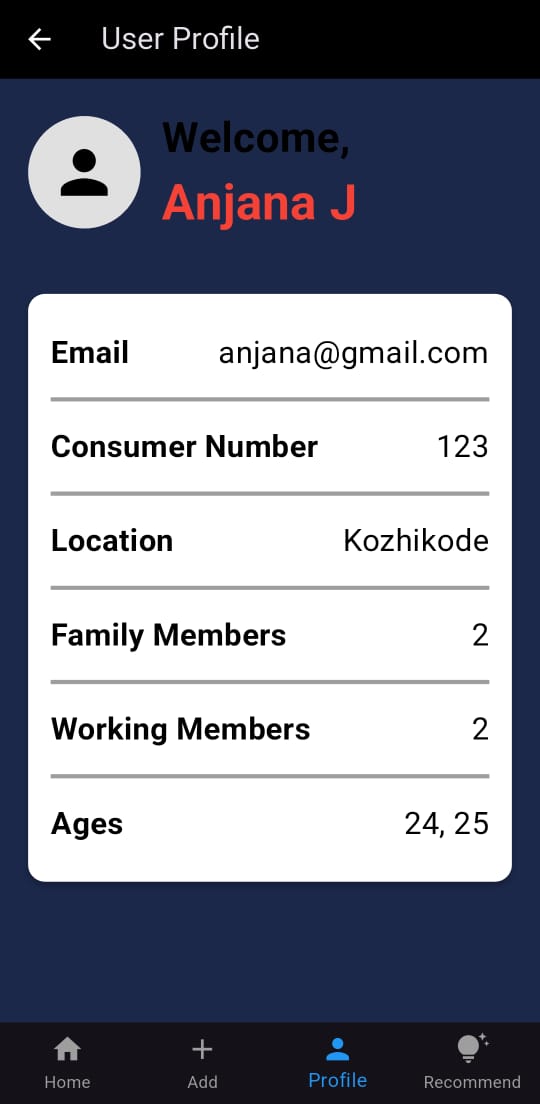 User Profile
Welcome,
Anjana J
Email anjana@gmail.com
Consumer Number 123
Location Kozhikode
Family Members 2
Working Members 2
Ages 24, 25
Home Add Profile Recommend